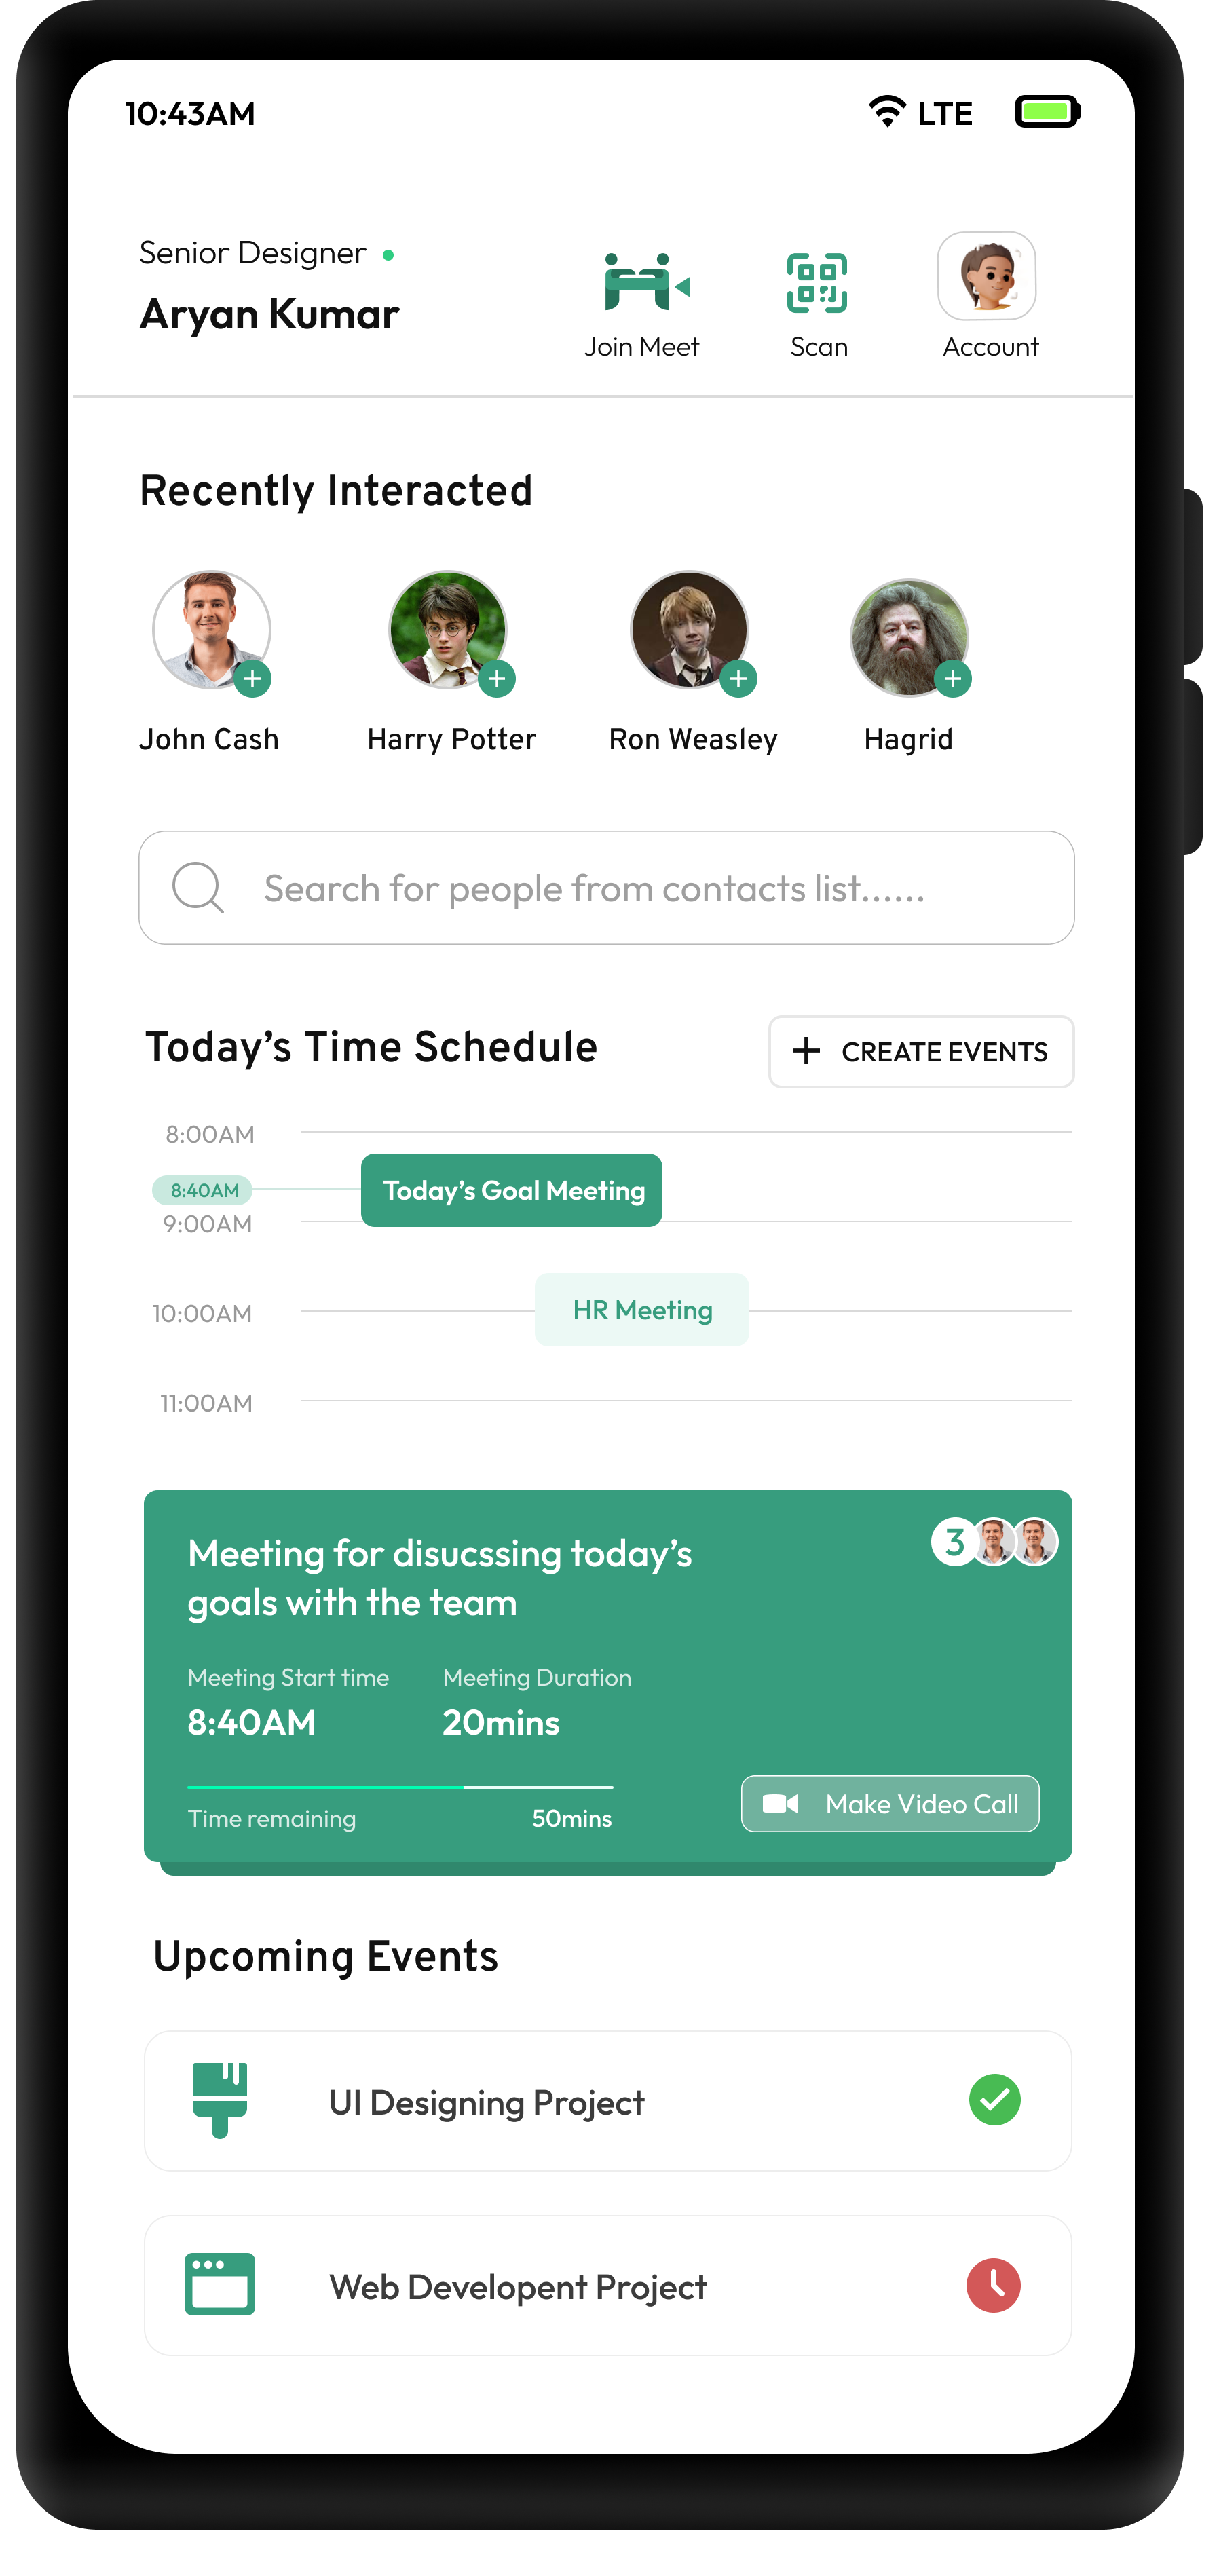 10:43AM
LTE
Senior Designer
Aryan Kumar
Join Meet
Scan
Account
Recently Interacted
John Cash
Harry Potter
Ron Weasley
Hagrid
Search for people from contacts list......
Today’s Time Schedule
CREATE EVENTS
8:00AM
8:40AM
Today’s Goal Meeting
9:00AM
10:00AM
HR Meeting
11:00AM
Meeting for disucssing today’s
goals with the team
3
Meeting Start time
Meeting Duration
8:40AM
20mins
Time remaining
50mins
Make Video Call
Upcoming Events
UI Designing Project
Web Developent Project